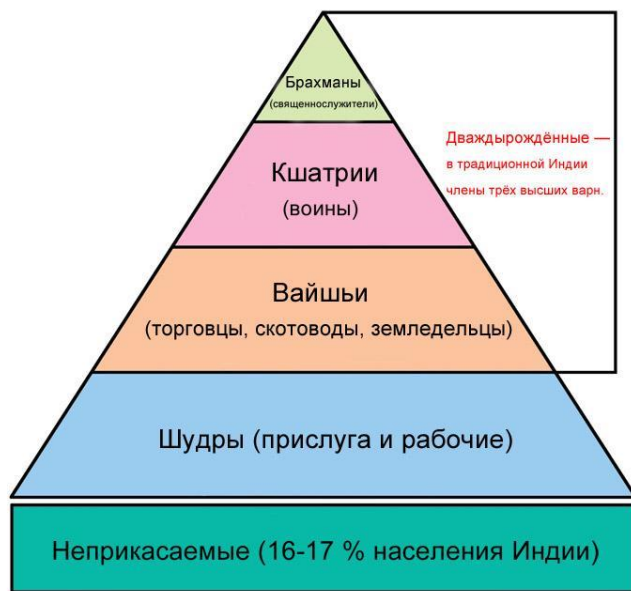 Брахманы
(священнослужители)
Дваждырождённые —
в традиционной Индии
члены трёх высших варн.
Кшатрии
(воины)
Вайшьи
(торговцы, скотоводы, земледельцы)
Шудры (прислуга и рабочие)
Неприкасаемые (16-17 % населения Индии)